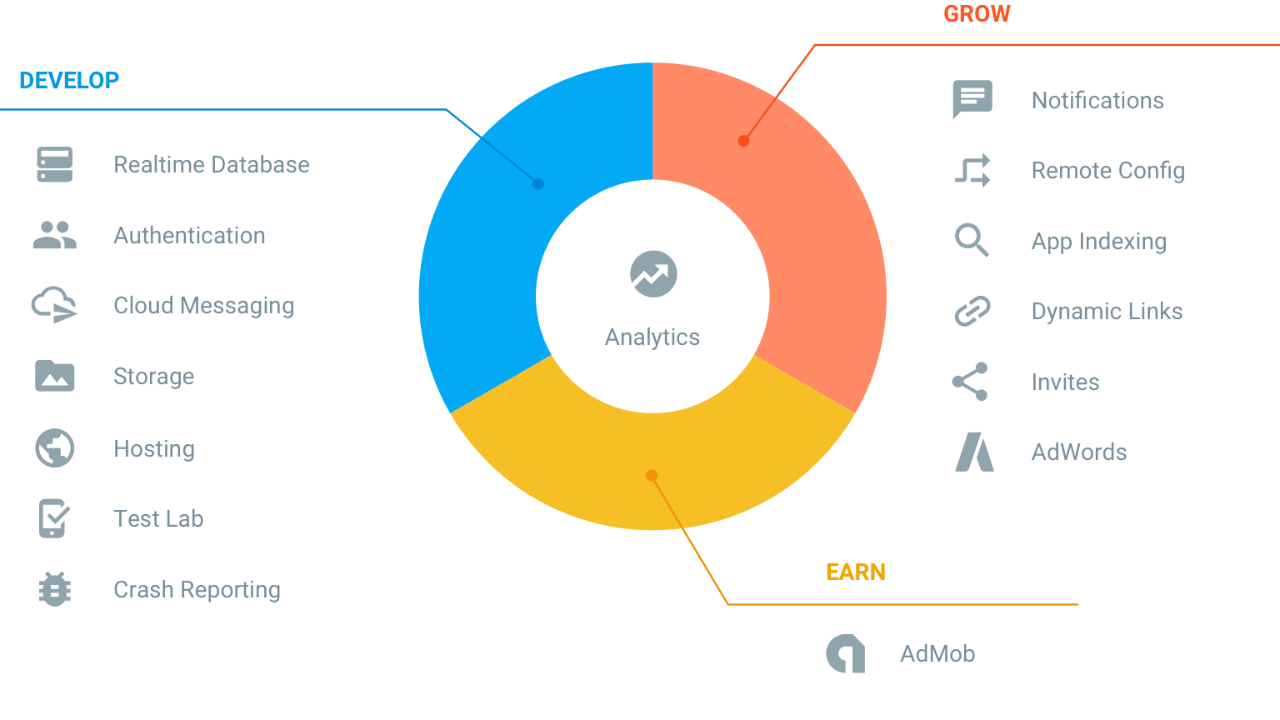 GROW
DEVELOP
Realtime Database
Authentication
Cloud Messaging
Storage
Hosting
Test Lab
Crash Reporting
Analytics
Notifications
Remote Config
App Indexing
Dynamic Links
Invites
AdWords
EARN
AdMob